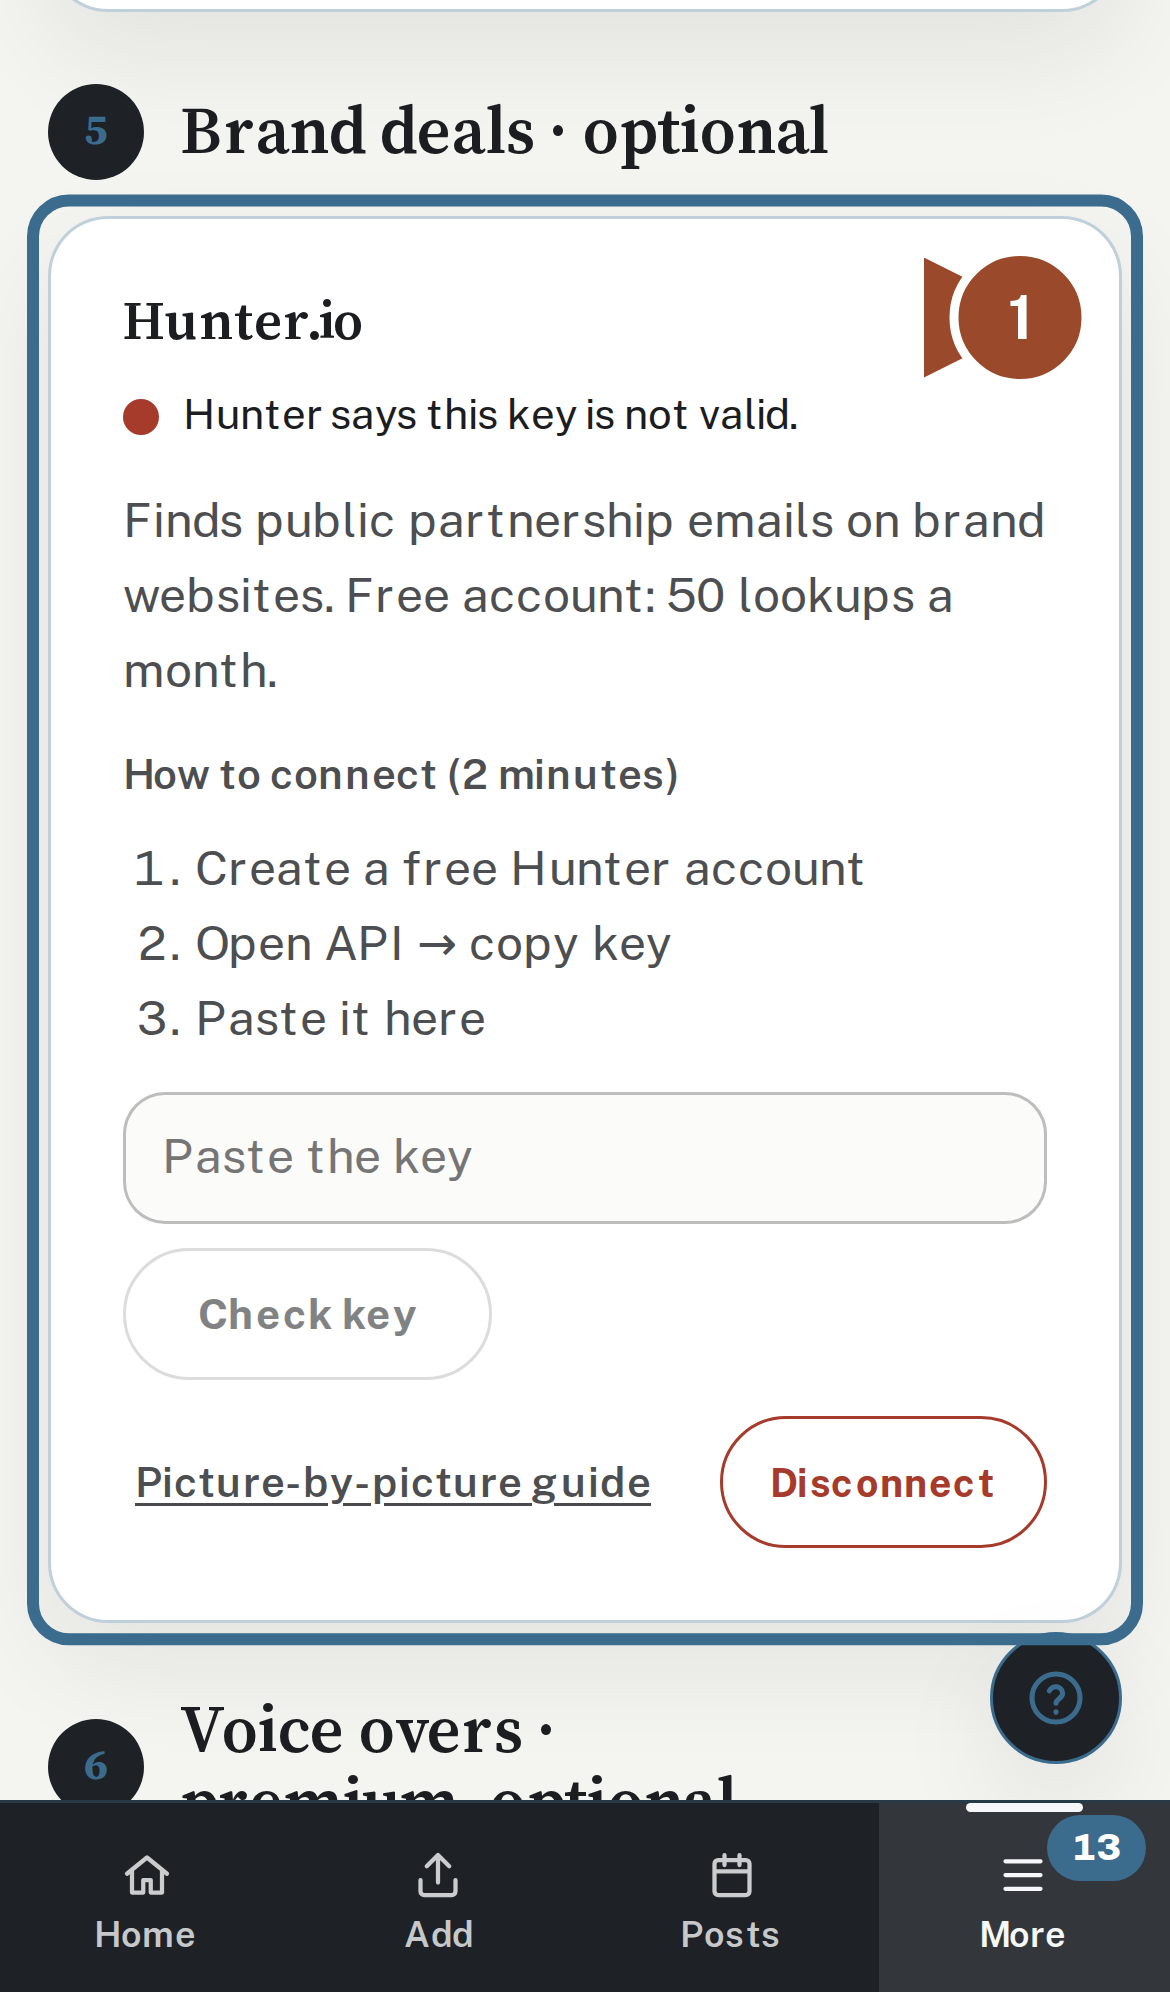 5
Brand deals · optional
Hunter.io
1
Hunter says this key is not valid.
Finds public partnership emails on brand
websites. Free account: 50 lookups a
month.
How to connect (2 minutes)
1. Create a free Hunter account
2. Open API → copy key
3. Paste it here
Paste the key
Check key
Picture-by-picture guide
Disconnect
6
Voice overs ·
premium, optional
13
Home
Add
Posts
More